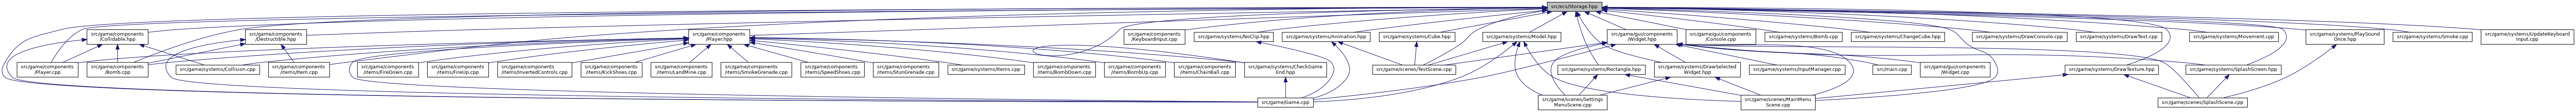 src/ecs/Storage.hpp
src/game/components
/Collidable.hpp
src/game/components
/Destructible.hpp
src/game/components
/Player.hpp
src/game/components
/KeyboardInput.cpp
src/game/systems/NoClip.hpp
src/game/systems/Animation.hpp
src/game/systems/Cube.hpp
src/game/systems/Model.hpp
src/game/gui/components
/Widget.hpp
src/game/gui/components
/Console.cpp
src/game/systems/Bomb.cpp
src/game/systems/ChangeCube.hpp
src/game/systems/DrawConsole.cpp
src/game/systems/DrawText.cpp
src/game/systems/Movement.cpp
src/game/systems/PlaySound
Once.hpp
src/game/systems/Smoke.cpp
src/game/systems/UpdateKeyboard
Input.cpp
src/game/components
/Player.cpp
src/game/components
/Bomb.cpp
src/game/systems/Collision.cpp
src/game/components
/items/Item.cpp
src/game/components
/items/FireDown.cpp
src/game/components
/items/FireUp.cpp
src/game/components
/items/InvertedControls.cpp
src/game/components
/items/KickShoes.cpp
src/game/components
/items/LandMine.cpp
src/game/components
/items/SmokeGrenade.cpp
src/game/components
/items/SpeedShoes.cpp
src/game/components
/items/StunGrenade.cpp
src/game/systems/Items.cpp
src/game/components
/items/BombDown.cpp
src/game/components
/items/BombUp.cpp
src/game/components
/items/ChainBall.cpp
src/game/systems/CheckGame
End.hpp
src/game/scenes/TestScene.cpp
src/game/systems/Rectangle.hpp
src/game/systems/DrawSelected
Widget.hpp
src/game/systems/InputManager.cpp
src/main.cpp
src/game/gui/components
/Widget.cpp
src/game/systems/DrawTexture.hpp
src/game/systems/SplashScreen.hpp
src/game/Game.cpp
src/game/scenes/Settings
MenuScene.cpp
src/game/scenes/MainMenu
Scene.cpp
src/game/scenes/SplashScene.cpp